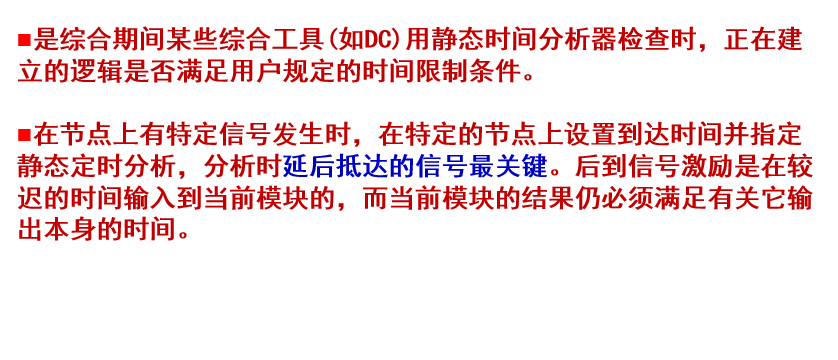 ■是综合期间某些综合工具(如DC)用静态时间分析器检查时，正在建
立的逻辑是否满足用户规定的时间限制条件。
■在节点上有特定信号发生时，在特定的节点上设置到达时间并指定
静态定时分析，分析时延后抵达的信号最关键。后到信号激励是在较
迟的时间输入到当前模块的，而当前模块的结果仍必须满足有关它输
出本身的时间。